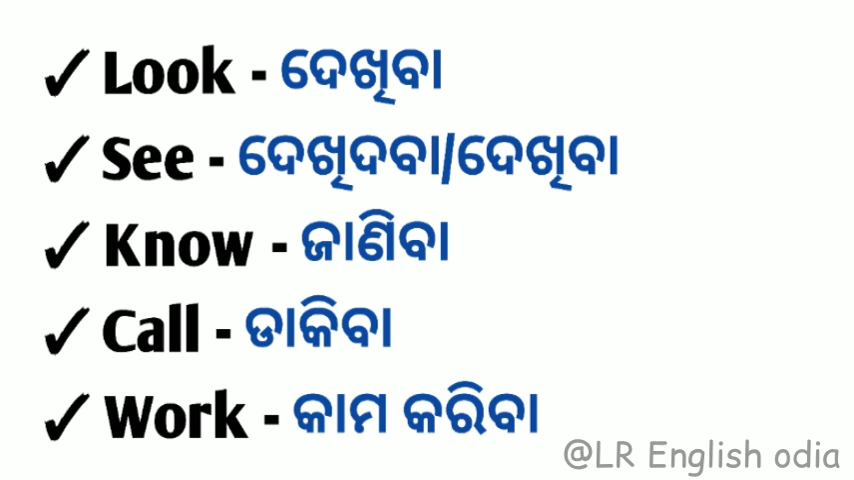 ✓ Look - ଦେଖିବା
✓ See - ଦେଖିଦବା/ଦେଖିବା
✓ Know - ଜାଣିବା
✓ Call - ଡାକିବା
✓ Work - କାମ କରିବା
@LR English odia